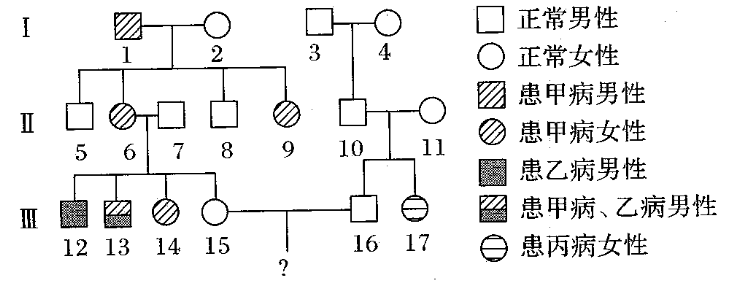 I
1 2 3 4
II
5 6 7 8 9 10 11
III
12 13 14 15 16 17
?
正常男性
正常女性
患甲病男性
患甲病女性
患乙病男性
患甲病、乙病男性
患丙病女性